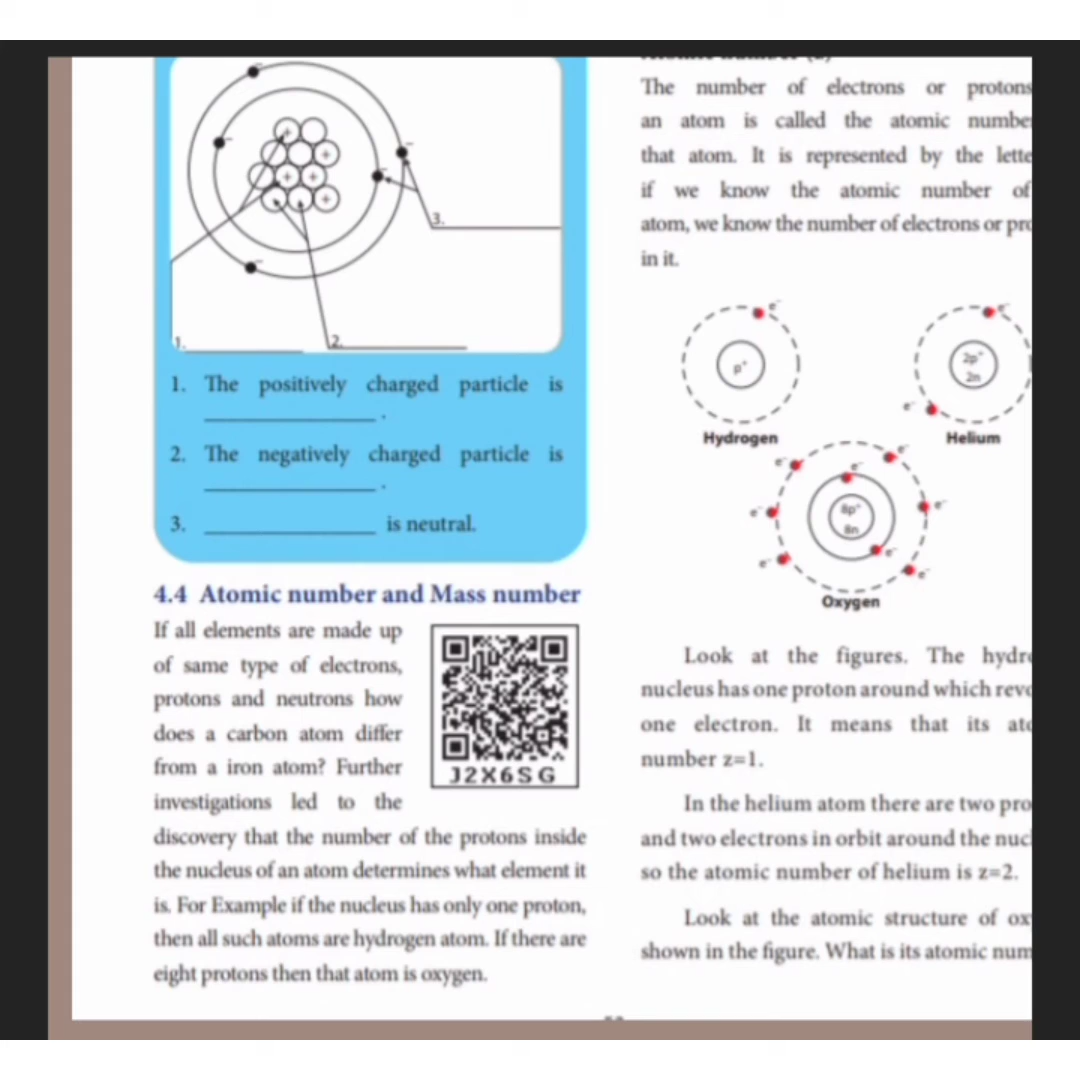 3.
1.
2.
1. The positively charged particle is
_______________ .
2. The negatively charged particle is
_______________ .
3. _______________ is neutral.
4.4 Atomic number and Mass number
If all elements are made up
of same type of electrons,
protons and neutrons how
does a carbon atom differ
from a iron atom? Further
investigations led to the
J2X6SG
discovery that the number of the protons inside
the nucleus of an atom determines what element it
is. For Example if the nucleus has only one proton,
then all such atoms are hydrogen atom. If there are
eight protons then that atom is oxygen.
The number of electrons or protons
an atom is called the atomic numbe
that atom. It is represented by the lette
if we know the atomic number of
atom, we know the number of electrons or pro
in it.
e⁻
e⁻
p⁺
2p⁺
2n
e⁻
Hydrogen
Helium
e⁻
e⁻
e⁻
e⁻
8p⁺
8n
e⁻
e⁻
e⁻
e⁻
Oxygen
Look at the figures. The hydro
nucleus has one proton around which revo
one electron. It means that its ato
number z=1.
In the helium atom there are two pro
and two electrons in orbit around the nucl
so the atomic number of helium is z=2.
Look at the atomic structure of ox
shown in the figure. What is its atomic num